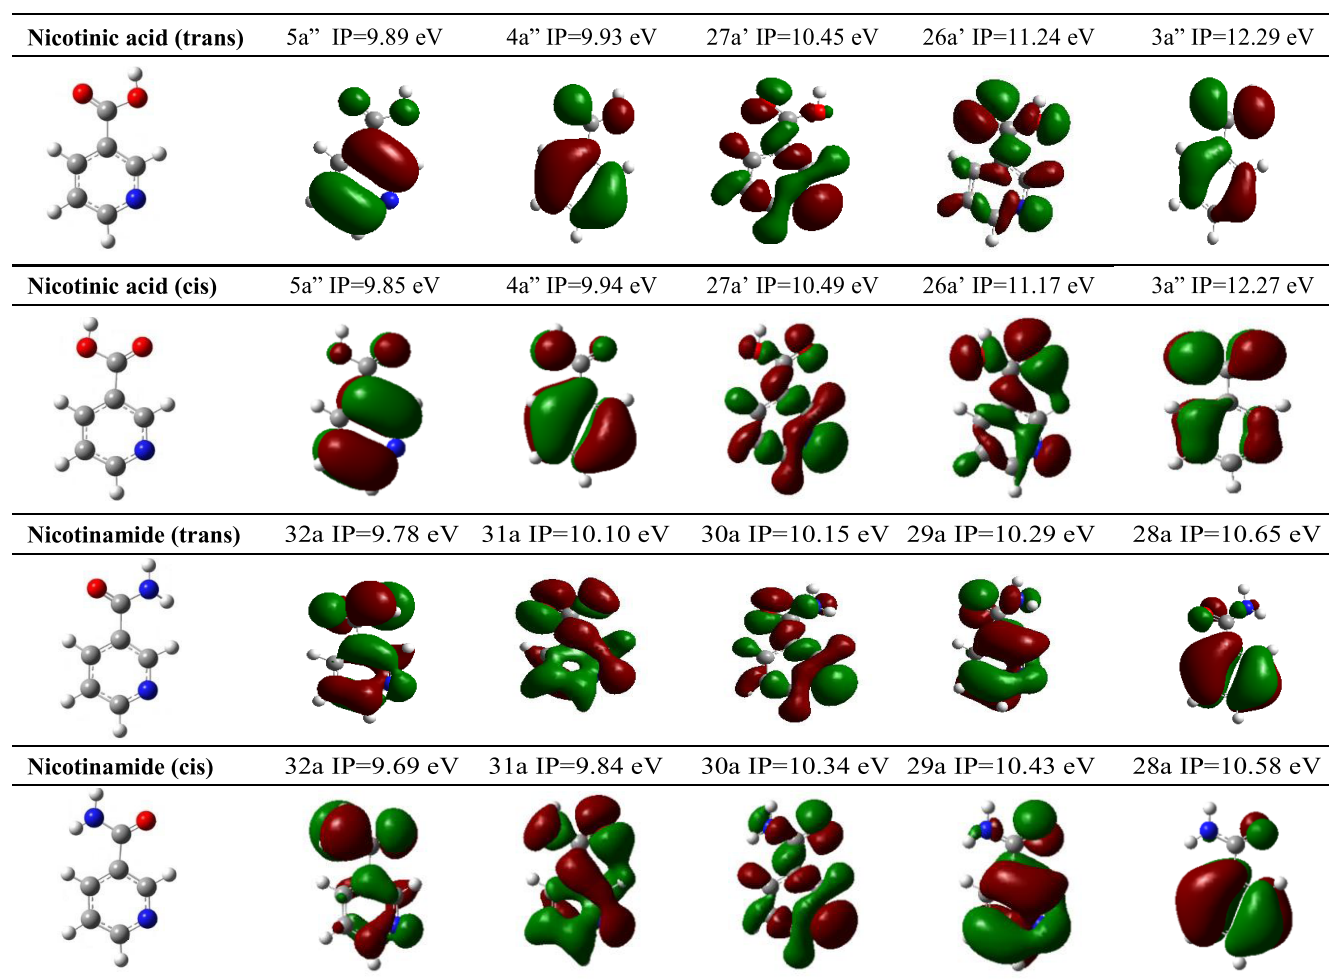 Nicotinic acid (trans) 5a” IP=9.89 eV 4a” IP=9.93 eV 27a’ IP=10.45 eV 26a’ IP=11.24 eV 3a” IP=12.29 eV
Nicotinic acid (cis) 5a” IP=9.85 eV 4a” IP=9.94 eV 27a’ IP=10.49 eV 26a’ IP=11.17 eV 3a” IP=12.27 eV
Nicotinamide (trans) 32a IP=9.78 eV 31a IP=10.10 eV 30a IP=10.15 eV 29a IP=10.29 eV 28a IP=10.65 eV
Nicotinamide (cis) 32a IP=9.69 eV 31a IP=9.84 eV 30a IP=10.34 eV 29a IP=10.43 eV 28a IP=10.58 eV